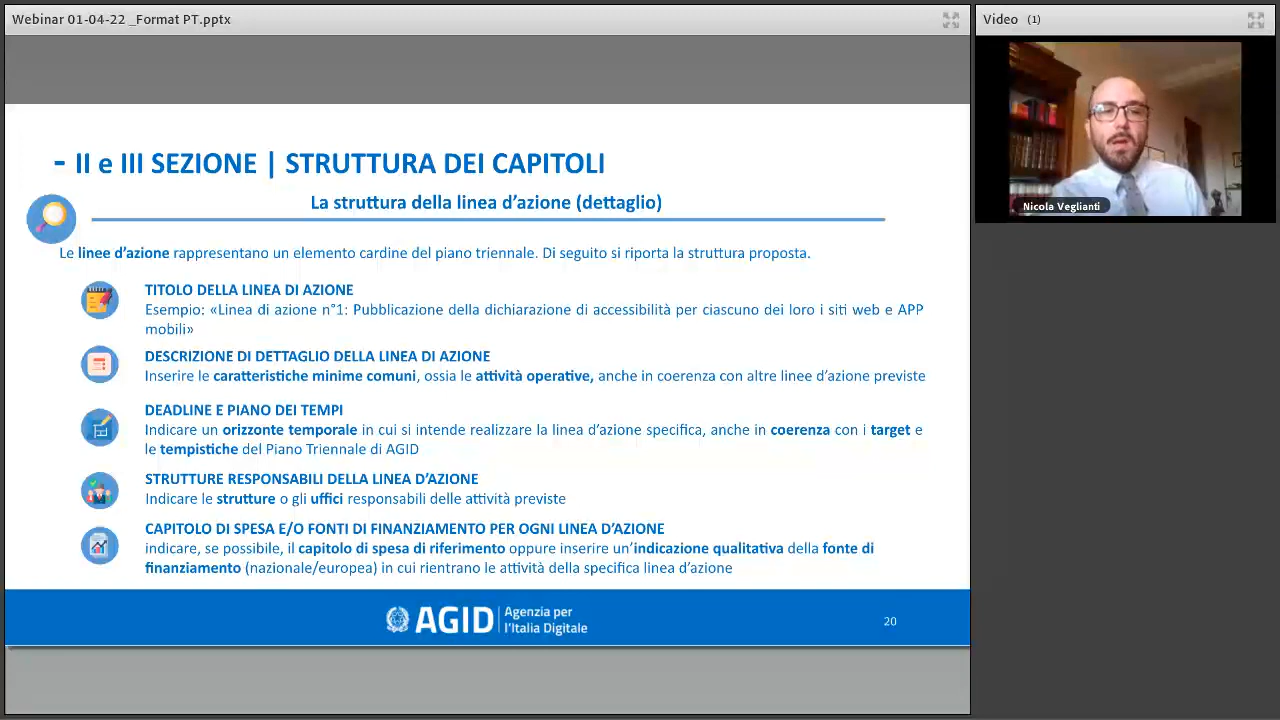 Webinar 01-04-22 _Format PT.pptx
Video (1)
Nicola Veglianti
- II e III SEZIONE | STRUTTURA DEI CAPITOLI
La struttura della linea d'azione (dettaglio)
Le linee d'azione rappresentano un elemento cardine del piano triennale. Di seguito si riporta la struttura proposta.
TITOLO DELLA LINEA DI AZIONE
Esempio: «Linea di azione n°1: Pubblicazione della dichiarazione di accessibilità per ciascuno dei loro i siti web e APP
mobili»
DESCRIZIONE DI DETTAGLIO DELLA LINEA DI AZIONE
Inserire le caratteristiche minime comuni, ossia le attività operative, anche in coerenza con altre linee d'azione previste
DEADLINE E PIANO DEI TEMPI
Indicare un orizzonte temporale in cui si intende realizzare la linea d'azione specifica, anche in coerenza con i target e
le tempistiche del Piano Triennale di AGID
STRUTTURE RESPONSABILI DELLA LINEA D'AZIONE
Indicare le strutture o gli uffici responsabili delle attività previste
CAPITOLO DI SPESA E/O FONTI DI FINANZIAMENTO PER OGNI LINEA D'AZIONE
indicare, se possibile, il capitolo di spesa di riferimento oppure inserire un'indicazione qualitativa della fonte di
finanziamento (nazionale/europea) in cui rientrano le attività della specifica linea d'azione
AGID
Agenzia per
l'Italia Digitale
20